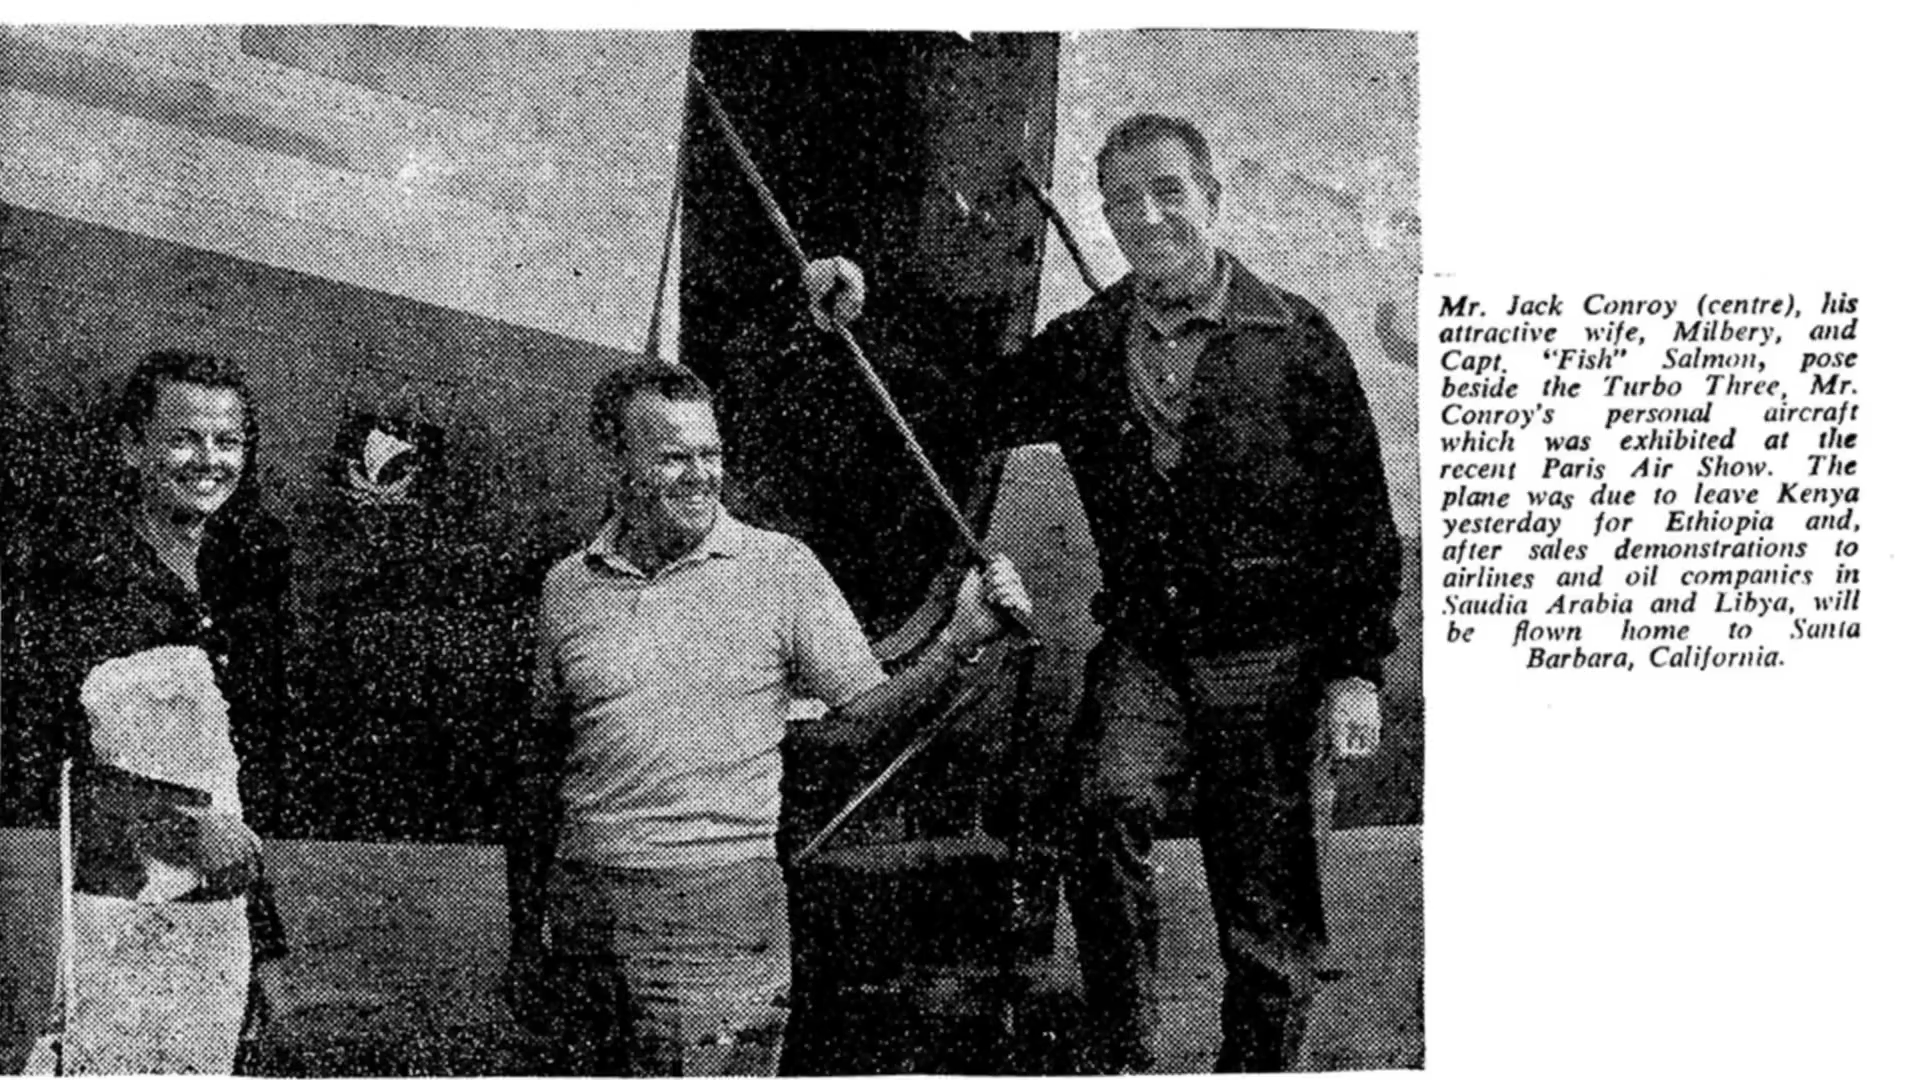 Mr. Jack Conroy (centre), his
attractive wife, Milbery, and
Capt. “Fish” Salmon, pose
beside the Turbo Three, Mr.
Conroy's personal aircraft
which was exhibited at the
recent Paris Air Show. The
plane was due to leave Kenya
yesterday for Ethiopia and,
after sales demonstrations to
airlines and oil companies in
Saudia Arabia and Libya, will
be flown home to Santa
Barbara, California.